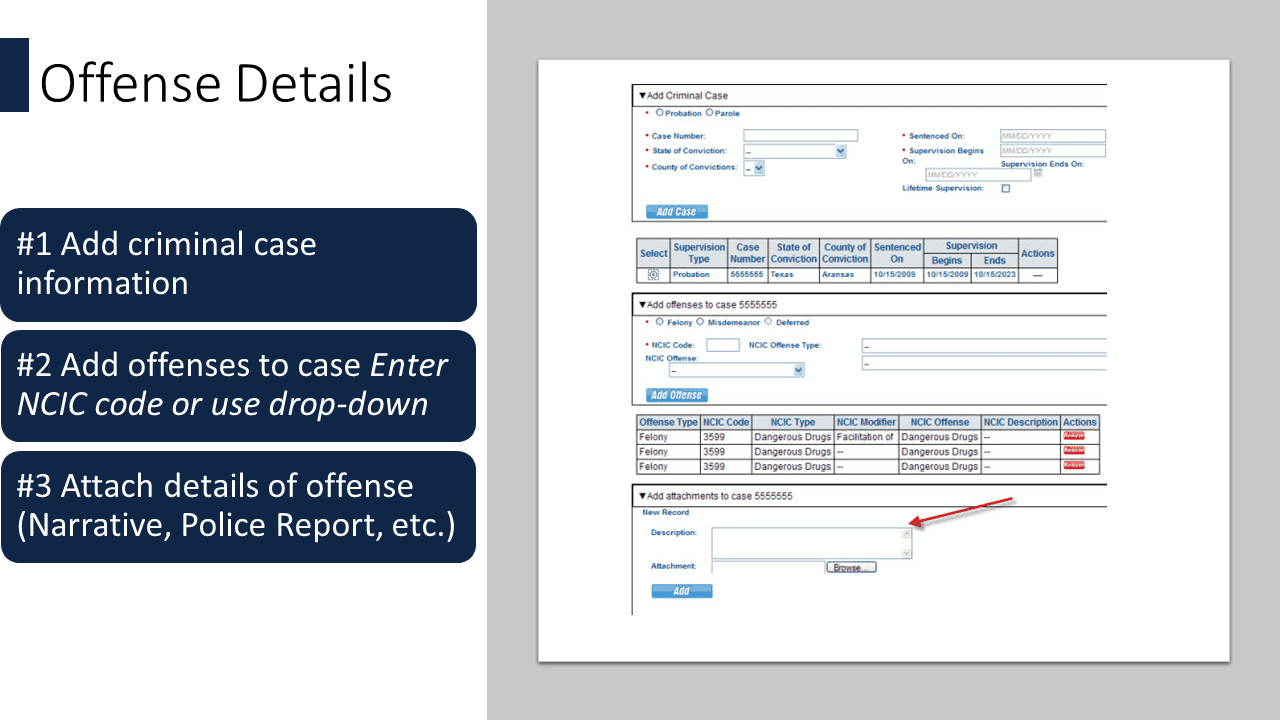 Offense Details
#1 Add criminal case
information
#2 Add offenses to case Enter
NCIC code or use drop-down
#3 Attach details of offense
(Narrative, Police Report, etc.)
▼Add Criminal Case
* Probation Parole
* Case Number:
* State of Conviction: --
* County of Convictions: --
* Sentenced On: MM/DD/YYYY
* Supervision Begins On: MM/DD/YYYY
Supervision Ends On:
MM/DD/YYYY
Lifetime Supervision:
Add Case
Select Supervision Type Case Number State of Conviction County of Conviction Sentenced On Supervision Begins Ends Actions
Probation 5555555 Texas Aransas 10/15/2009 10/15/2009 10/15/2023 —
▼Add offenses to case 5555555
* Felony Misdemeanor Deferred
* NCIC Code: NCIC Offense Type: --
NCIC Offense: --
--
Add Offense
Offense Type NCIC Code NCIC Type NCIC Modifier NCIC Offense NCIC Description Actions
Felony 3599 Dangerous Drugs Facilitation of Dangerous Drugs -- Remove
Felony 3599 Dangerous Drugs -- Dangerous Drugs -- Remove
Felony 3599 Dangerous Drugs -- Dangerous Drugs -- Remove
▼Add attachments to case 5555555
New Record
Description:
Attachment: Browse...
Add